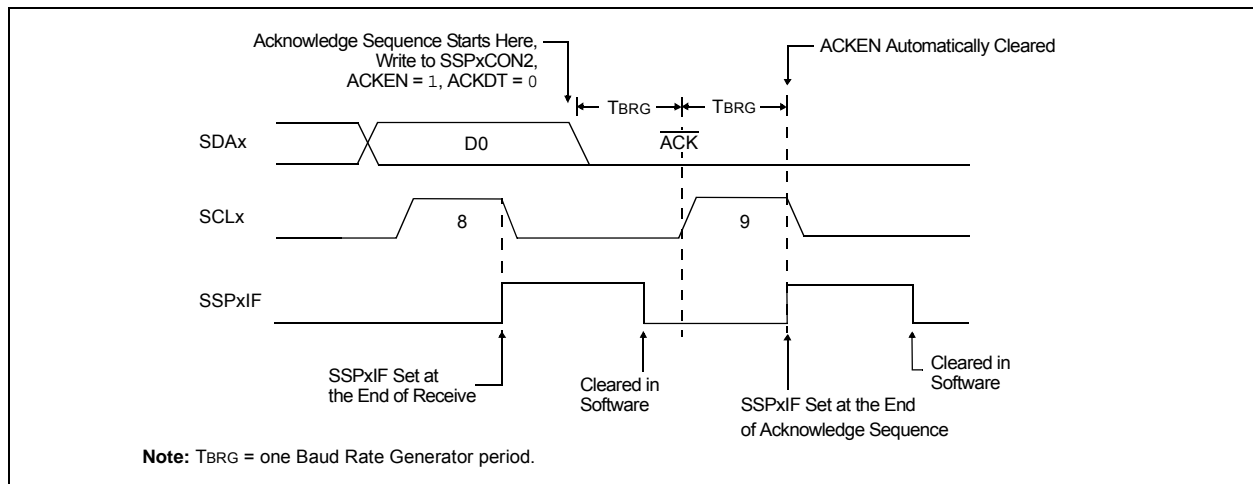 Acknowledge Sequence Starts Here,
Write to SSPxCON2,
ACKEN = 1, ACKDT = 0
ACKEN Automatically Cleared
TBRG
TBRG
SDAx
D0
ACK
SCLx
8
9
SSPxIF
SSPxIF Set at
the End of Receive
Cleared in
Software
SSPxIF Set at the End
of Acknowledge Sequence
Cleared in
Software
Note: TBRG = one Baud Rate Generator period.